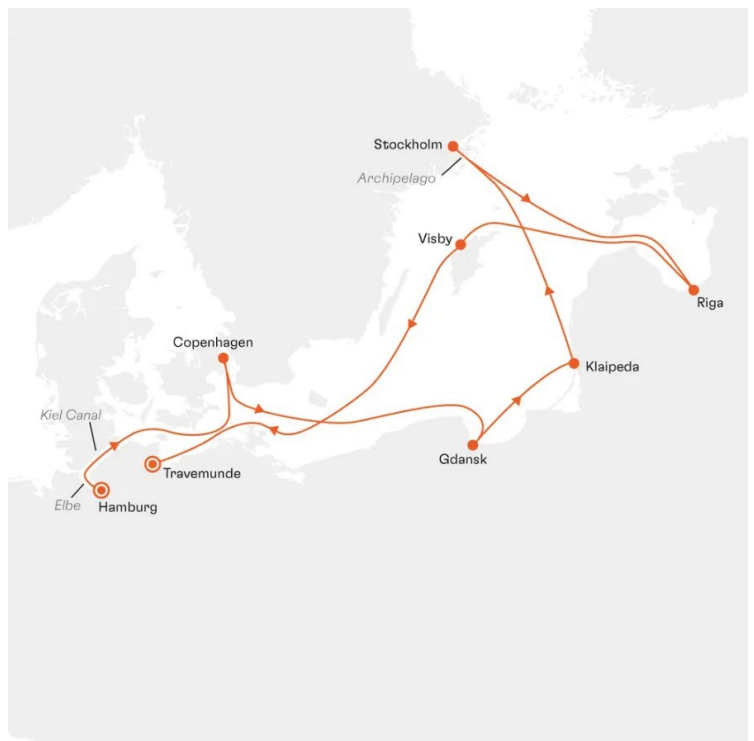 Stockholm
Archipelago
Visby
Riga
Copenhagen
Klaipeda
Kiel Canal
Gdansk
Travemunde
Elbe
Hamburg